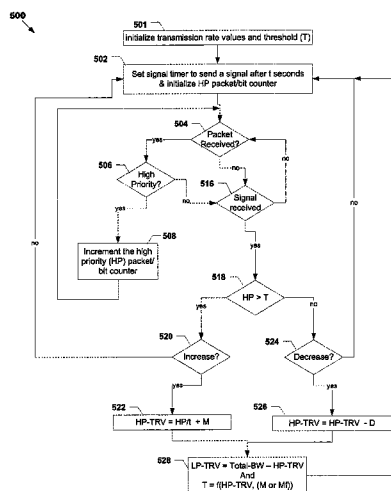 500
501
initialize transmission rate values and threshold (T)
502
Set signal timer to send a signal after t seconds
& initialize HP packet/bit counter
504
Packet
Received?
yes
no
no
506
High
Priority?
516
Signal
received
no
yes
yes
508
Increment the high
priority (HP) packet/
bit counter
518
HP > T
yes
no
no
520
Increase?
524
Decrease?
no
yes
yes
522
HP-TRV = HP/t + M
526
HP-TRV = HP-TRV - D
528
LP-TRV = Total-BW – HP-TRV
And
T = f(HP-TRV, (M or Mf)